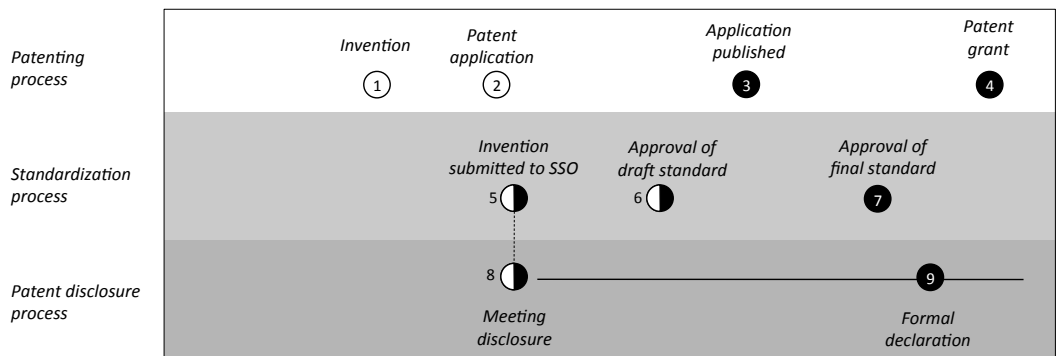 Patenting
process
Invention
Patent
application
Application
published
Patent
grant
1
2
3
4
Standardization
process
Invention
submitted to SSO
Approval of
draft standard
Approval of
final standard
5
6
7
Patent disclosure
process
8
9
Meeting
disclosure
Formal
declaration